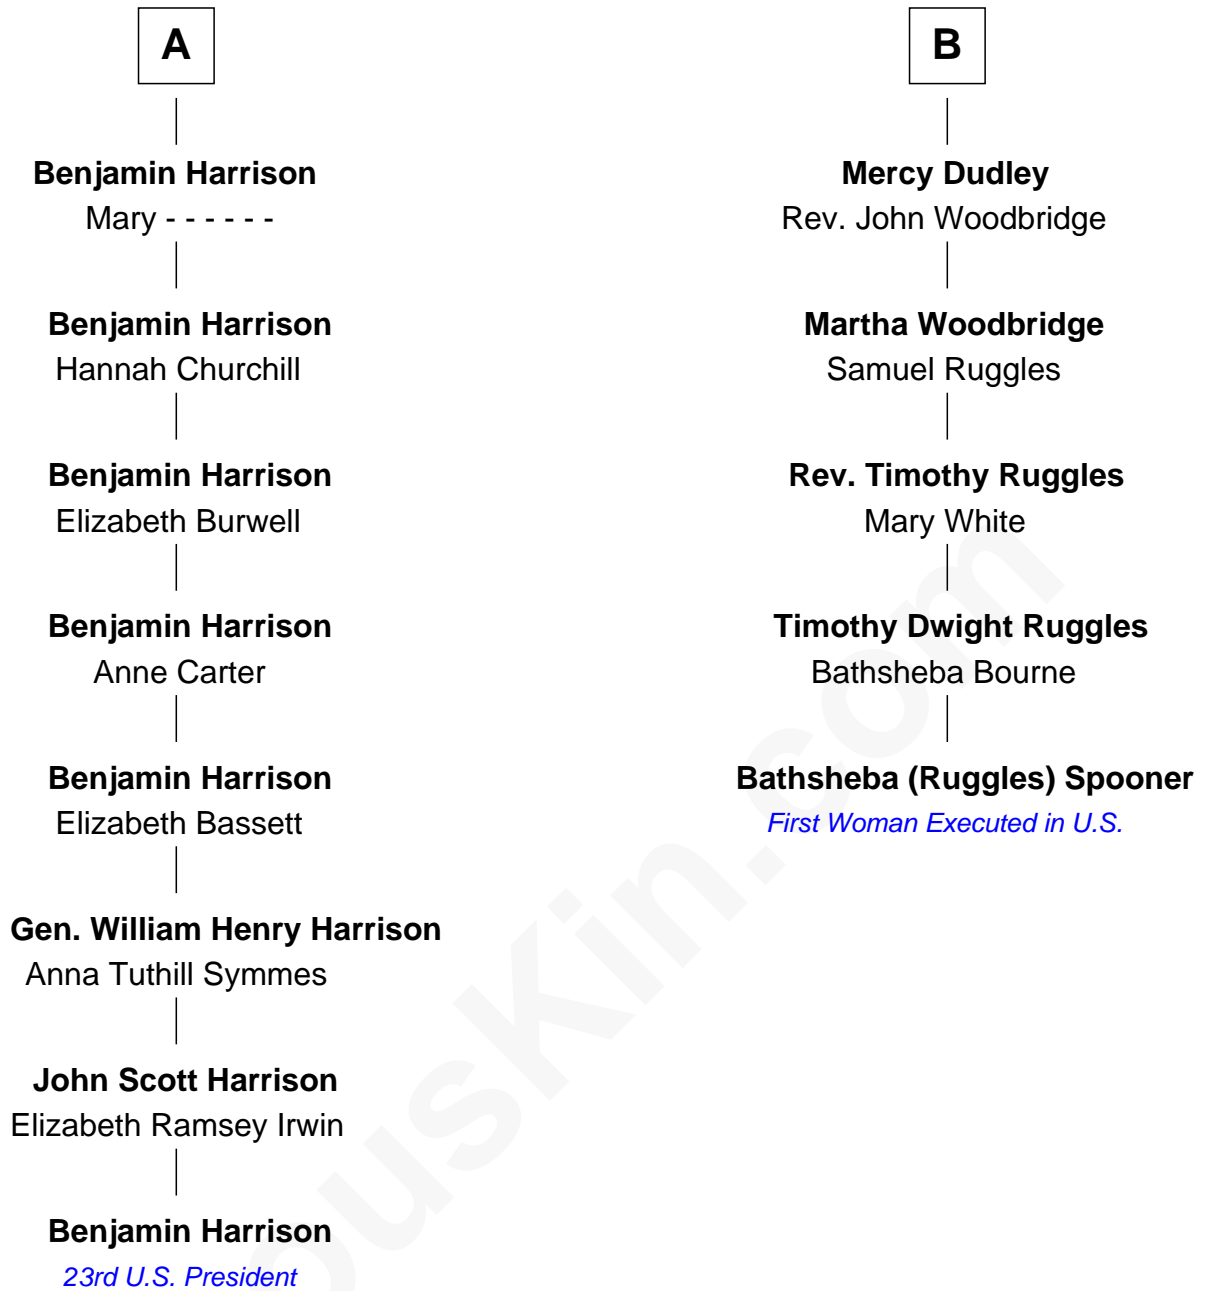 A
Benjamin Harrison
Mary - - - - - -
Benjamin Harrison
Hannah Churchill
Benjamin Harrison
Elizabeth Burwell
Benjamin Harrison
Anne Carter
Benjamin Harrison
Elizabeth Bassett
Gen. William Henry Harrison
Anna Tuthill Symmes
John Scott Harrison
Elizabeth Ramsey Irwin
Benjamin Harrison
23rd U.S. President
B
Mercy Dudley
Rev. John Woodbridge
Martha Woodbridge
Samuel Ruggles
Rev. Timothy Ruggles
Mary White
Timothy Dwight Ruggles
Bathsheba Bourne
Bathsheba (Ruggles) Spooner
First Woman Executed in U.S.
ousKin.com